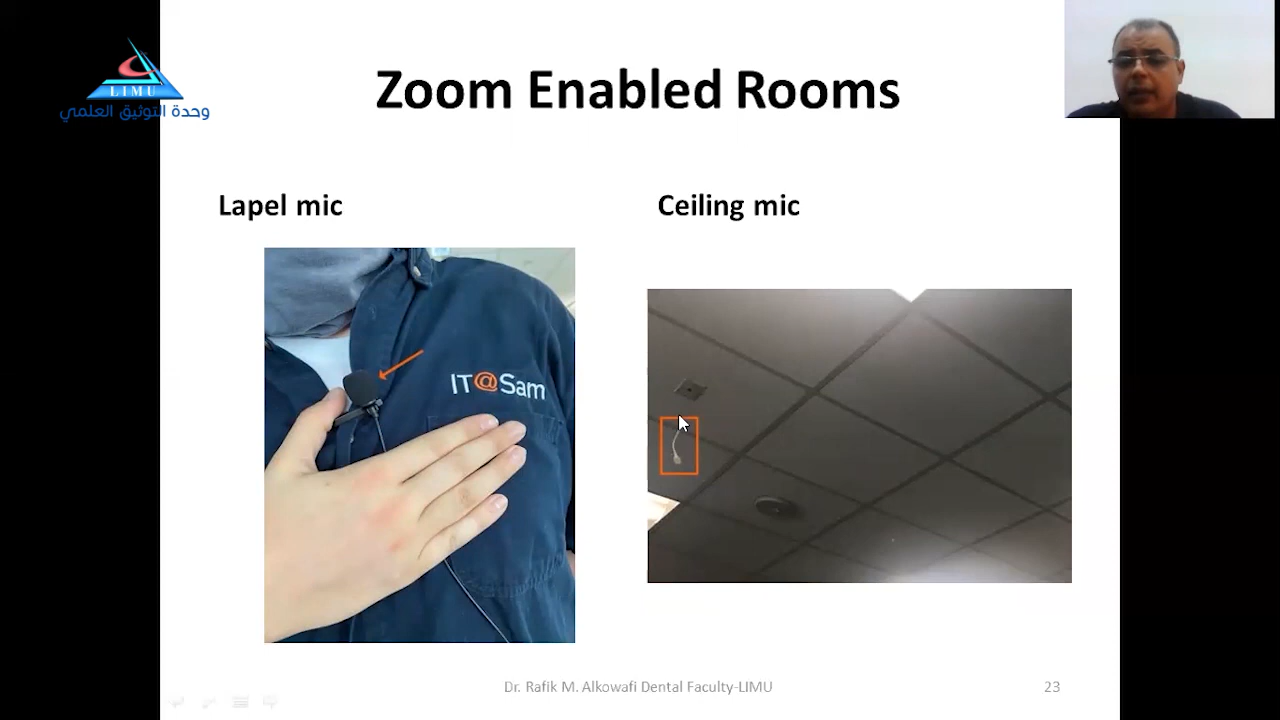 LIMU
وحدة التوثيق العلمي
Zoom Enabled Rooms
Lapel mic
Ceiling mic
IT@Sam
Dr. Rafik M. Alkowafi Dental Faculty-LIMU
23